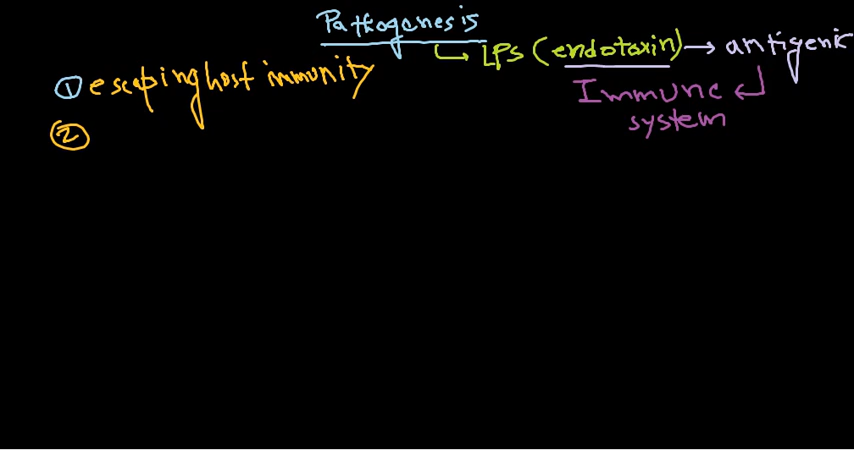 Pathogenesis
LPS (endotoxin) → antigenic
① escaping host immunity
Immune
system
②